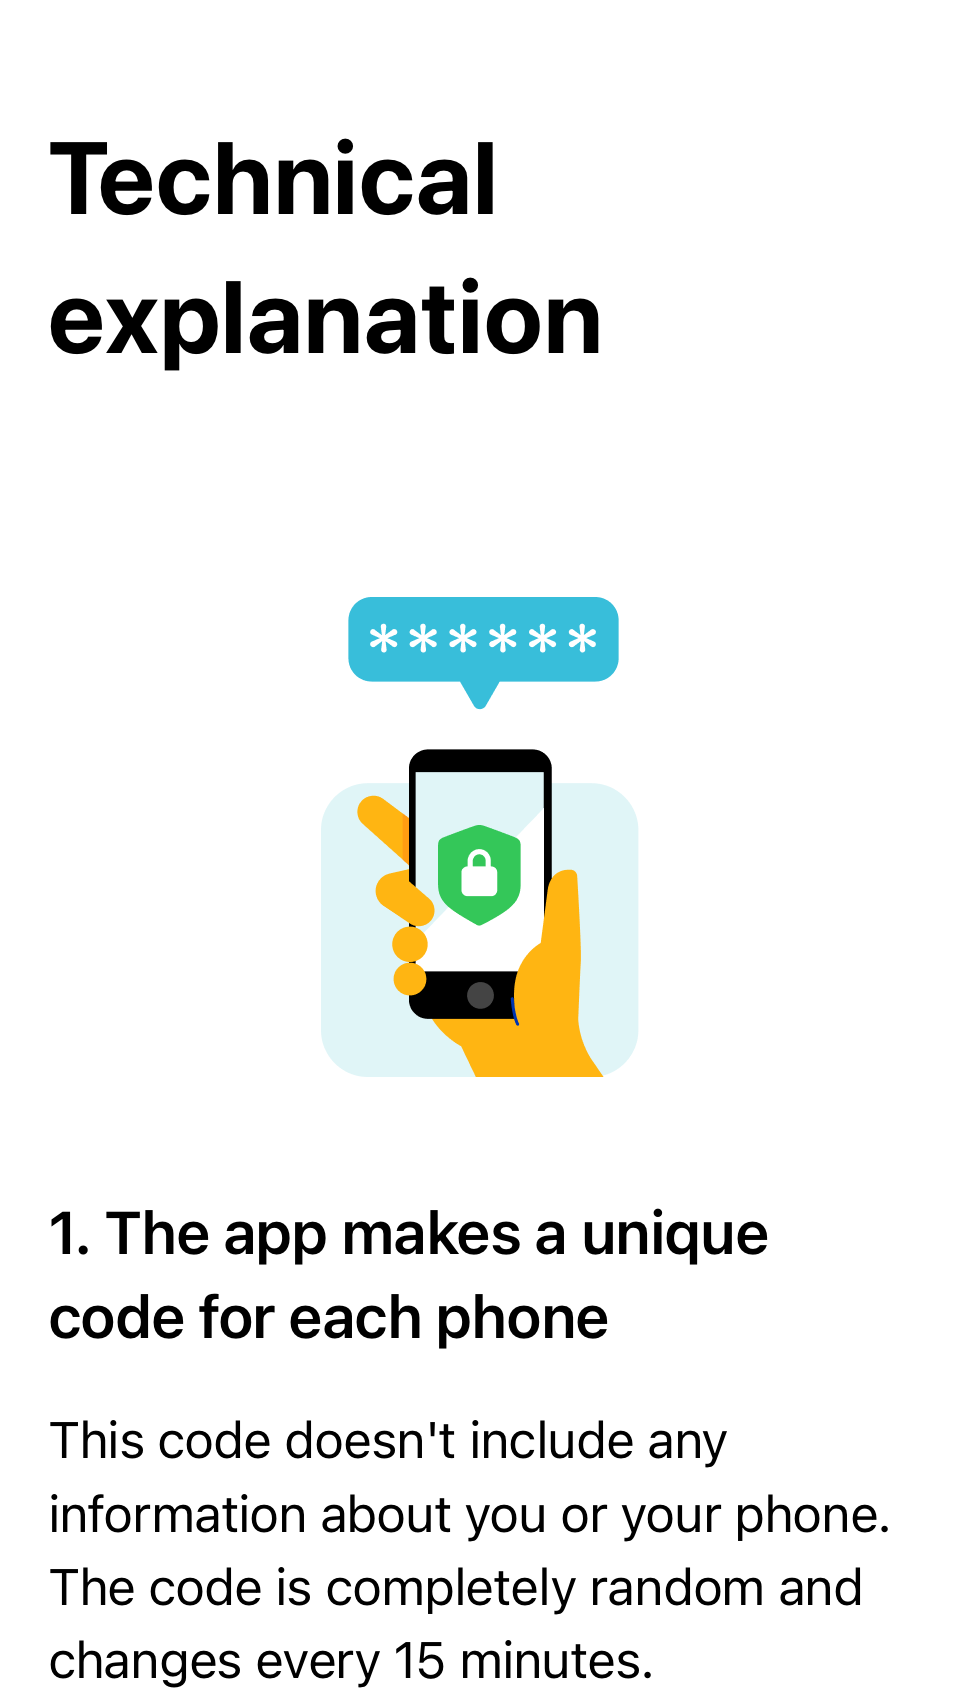 Technical
explanation
******
1. The app makes a unique
code for each phone
This code doesn't include any
information about you or your phone.
The code is completely random and
changes every 15 minutes.